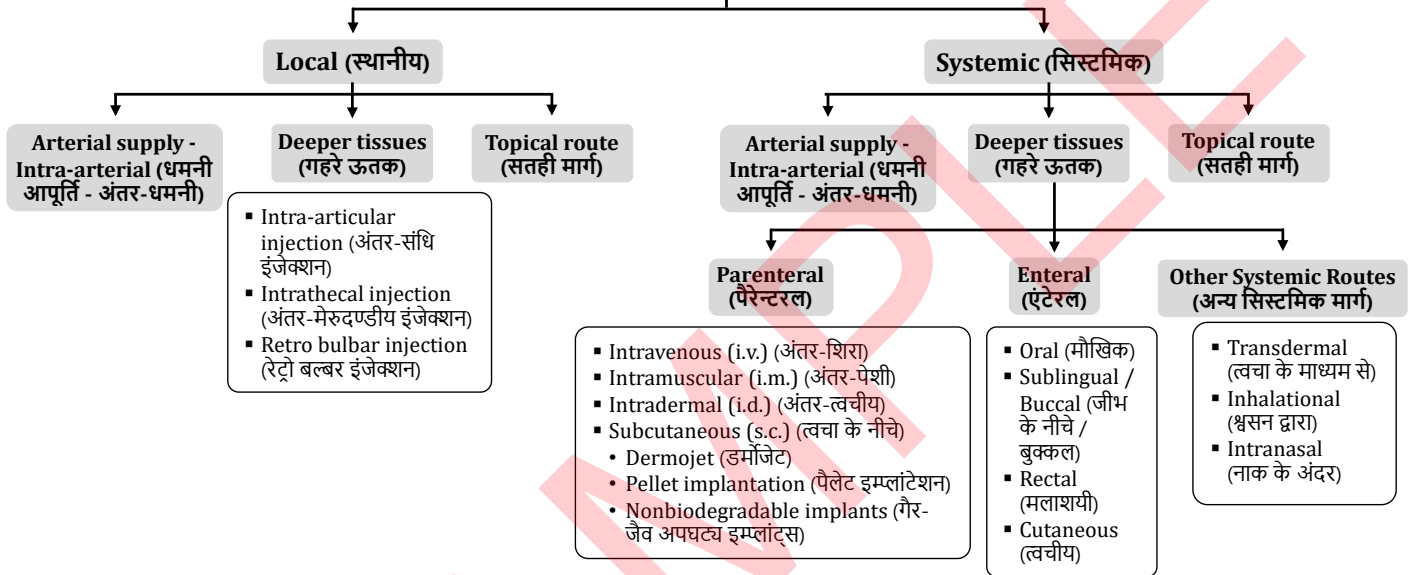 Local (स्थानीय)
Systemic (सिस्टमिक)
Arterial supply -
Intra-arterial (धमनी
आपूर्ति - अंतर-धमनी)
Deeper tissues
(गहरे ऊतक)
Topical route
(सतही मार्ग)
Arterial supply -
Intra-arterial (धमनी
आपूर्ति - अंतर-धमनी)
Deeper tissues
(गहरे ऊतक)
Topical route
(सतही मार्ग)
▪ Intra-articular
injection (अंतर-संधि
इंजेक्शन)
▪ Intrathecal injection
(अंतर-मेरुदण्डीय इंजेक्शन)
▪ Retro bulbar injection
(रेट्रो बल्बर इंजेक्शन)
Parenteral
(पैरेन्टरल)
Enteral
(एंटेरल)
Other Systemic Routes
(अन्य सिस्टमिक मार्ग)
▪ Intravenous (i.v.) (अंतर-शिरा)
▪ Intramuscular (i.m.) (अंतर-पेशी)
▪ Intradermal (i.d.) (अंतर-त्वचीय)
▪ Subcutaneous (s.c.) (त्वचा के नीचे)
• Dermojet (डर्मोजेट)
• Pellet implantation (पैलेट इम्प्लांटेशन)
• Nonbiodegradable implants (गैर-
जैव अपघट्य इम्प्लांट्स)
▪ Oral (मौखिक)
▪ Sublingual /
Buccal (जीभ
के नीचे /
बुक्कल)
▪ Rectal
(मलाशयी)
▪ Cutaneous
(त्वचीय)
▪ Transdermal
(त्वचा के माध्यम से)
▪ Inhalational
(श्वसन द्वारा)
▪ Intranasal
(नाक के अंदर)
MPLE